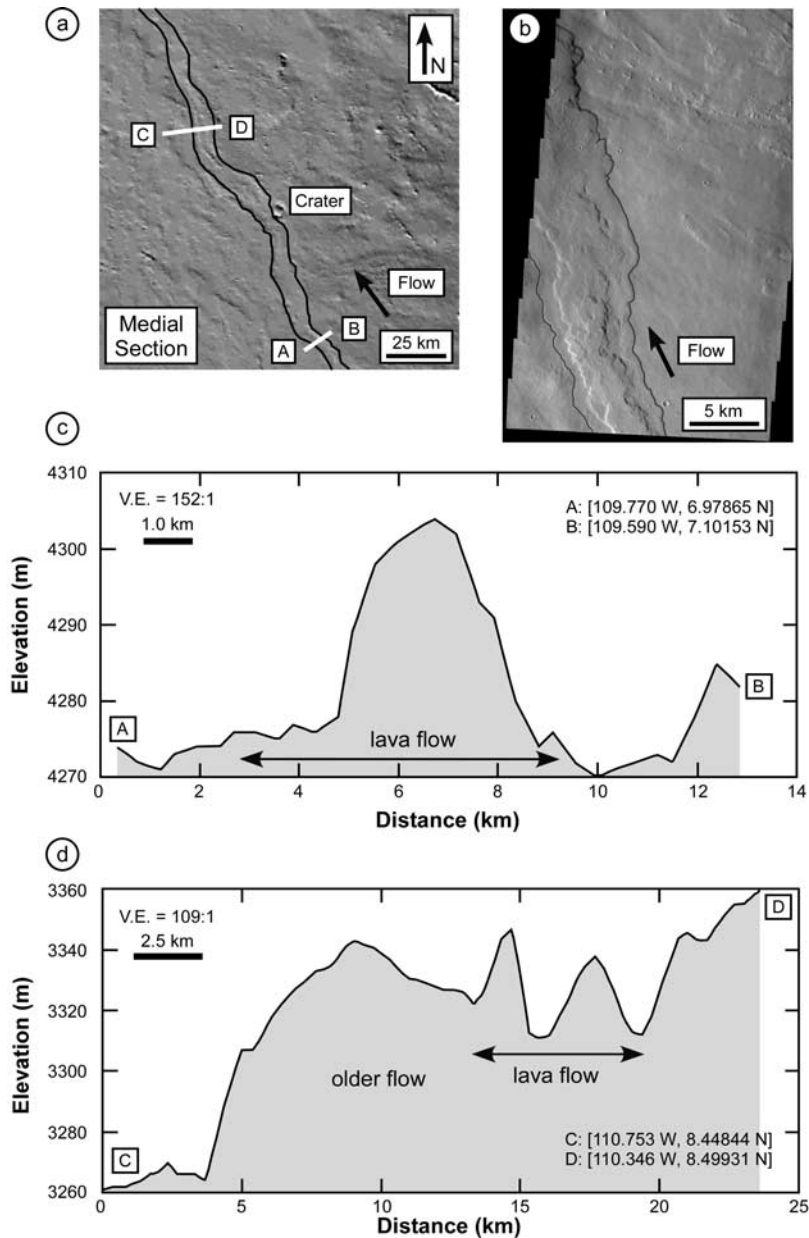 a
N
C
D
Crater
Flow
Medial
Section
A
B
25 km
b
Flow
5 km
c
4310
4300
4290
4280
4270
Elevation (m)
V.E. = 152:1
1.0 km
A: [109.770 W, 6.97865 N]
B: [109.590 W, 7.10153 N]
A
B
lava flow
0 2 4 6 8 10 12 14
Distance (km)
d
3360
3340
3320
3300
3280
3260
Elevation (m)
V.E. = 109:1
2.5 km
D
older flow
lava flow
C
C: [110.753 W, 8.44844 N]
D: [110.346 W, 8.49931 N]
0 5 10 15 20 25
Distance (km)